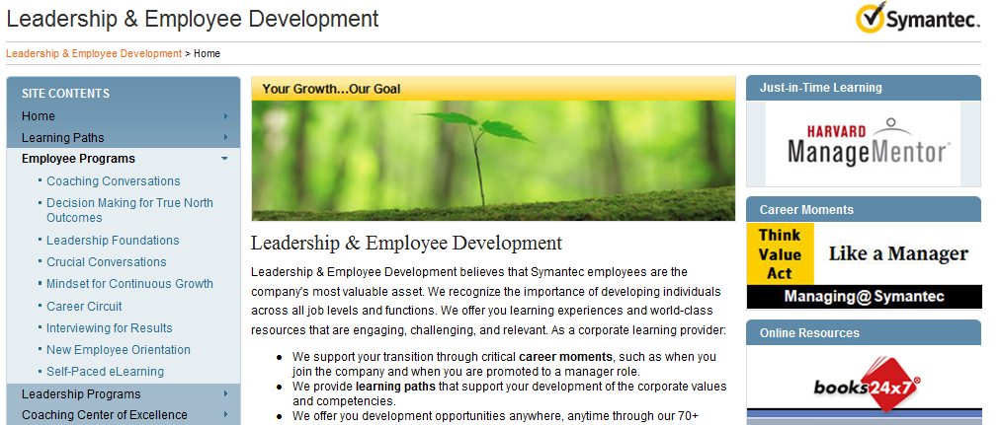 Leadership & Employee Development
Symantec.
Leadership & Employee Development > Home
SITE CONTENTS
Home
Learning Paths
Employee Programs
Coaching Conversations
Decision Making for True North
Outcomes
Leadership Foundations
Crucial Conversations
Mindset for Continuous Growth
Career Circuit
Interviewing for Results
New Employee Orientation
Self-Paced eLearning
Leadership Programs
Coaching Center of Excellence
Your Growth...Our Goal
Leadership & Employee Development
Leadership & Employee Development believes that Symantec employees are the
company's most valuable asset. We recognize the importance of developing individuals
across all job levels and functions. We offer you learning experiences and world-class
resources that are engaging, challenging, and relevant. As a corporate learning provider:
• We support your transition through critical career moments, such as when you
join the company and when you are promoted to a manager role.
• We provide learning paths that support your development of the corporate values
and competencies.
• We offer you development opportunities anywhere, anytime through our 70+
Just-in-Time Learning
HARVARD
ManageMentor®
Career Moments
Think
Value
Act
Like a Manager
Managing@Symantec
Online Resources
books24x7®